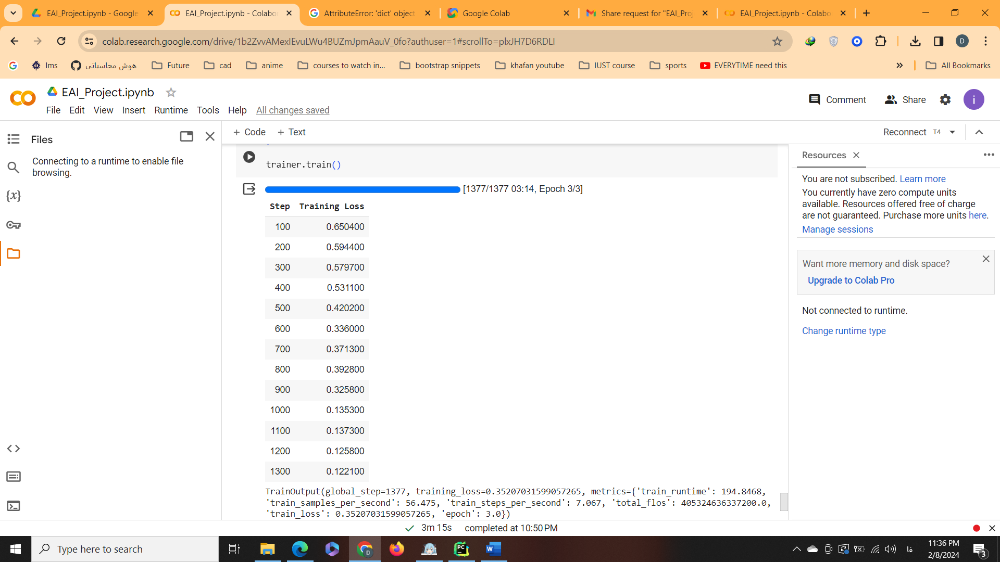 EAI_Project.ipynb - Google
EAI_Project.ipynb - Colabo
AttributeError: 'dict' object
Google Colab
Share request for "EAI_Proj
EAI_Project.ipynb - Colabo
colab.research.google.com/drive/1b2ZvvAMexIEvuLWu4BUZmJpmAauV_0fo?authuser=1#scrollTo=plxJH7D6RDLI
D
lms
هوش محاسباتی
Future
cad
anime
courses to watch in...
bootstrap snippets
khafan youtube
IUST course
sports
EVERYTIME need this
All Bookmarks
EAI_Project.ipynb
File Edit View Insert Runtime Tools Help All changes saved
Comment
Share
i
Files
Connecting to a runtime to enable file
browsing.
+ Code + Text
Reconnect T4
trainer.train()
[1377/1377 03:14, Epoch 3/3]
Step Training Loss
100 0.650400
200 0.594400
300 0.579700
400 0.531100
500 0.420200
600 0.336000
700 0.371300
800 0.392800
900 0.325800
1000 0.135300
1100 0.137300
1200 0.125800
1300 0.122100
TrainOutput(global_step=1377, training_loss=0.35207031599057265, metrics={'train_runtime': 194.8468,
'train_samples_per_second': 56.475, 'train_steps_per_second': 7.067, 'total_flos': 405324636337200.0,
'train_loss': 0.35207031599057265, 'epoch': 3.0})
Resources
You are not subscribed. Learn more
You currently have zero compute units
available. Resources offered free of charge
are not guaranteed. Purchase more units here.
Manage sessions
Want more memory and disk space?
Upgrade to Colab Pro
Not connected to runtime.
Change runtime type
3m 15s completed at 10:50 PM
Type here to search
فا
11:36 PM
2/8/2024
3